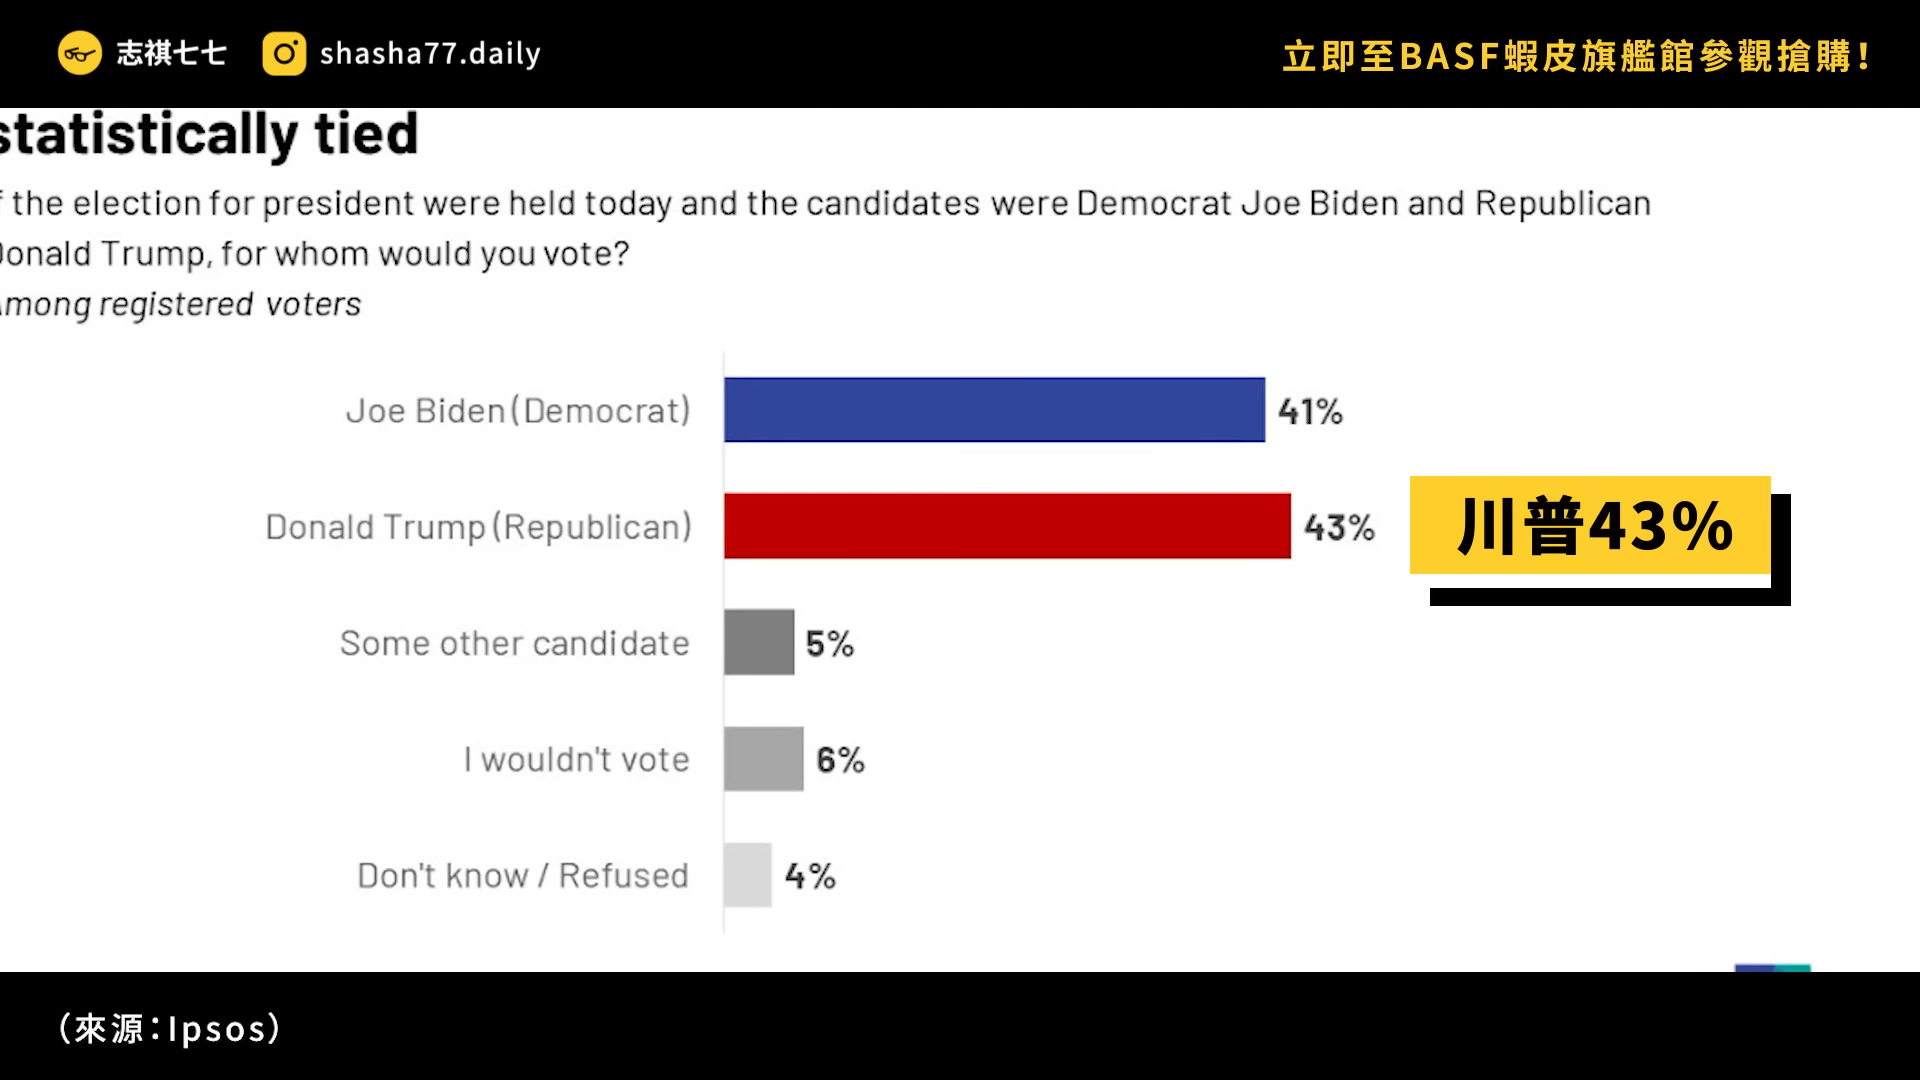 志祺七七 shasha77.daily 立即至BASF蝦皮旗艦館參觀搶購!
statistically tied
f the election for president were held today and the candidates were Democrat Joe Biden and Republican
Donald Trump, for whom would you vote?
Among registered voters
Joe Biden (Democrat) 41%
Donald Trump (Republican) 43% 川普43%
Some other candidate 5%
I wouldn't vote 6%
Don't know / Refused 4%
(來源:Ipsos)